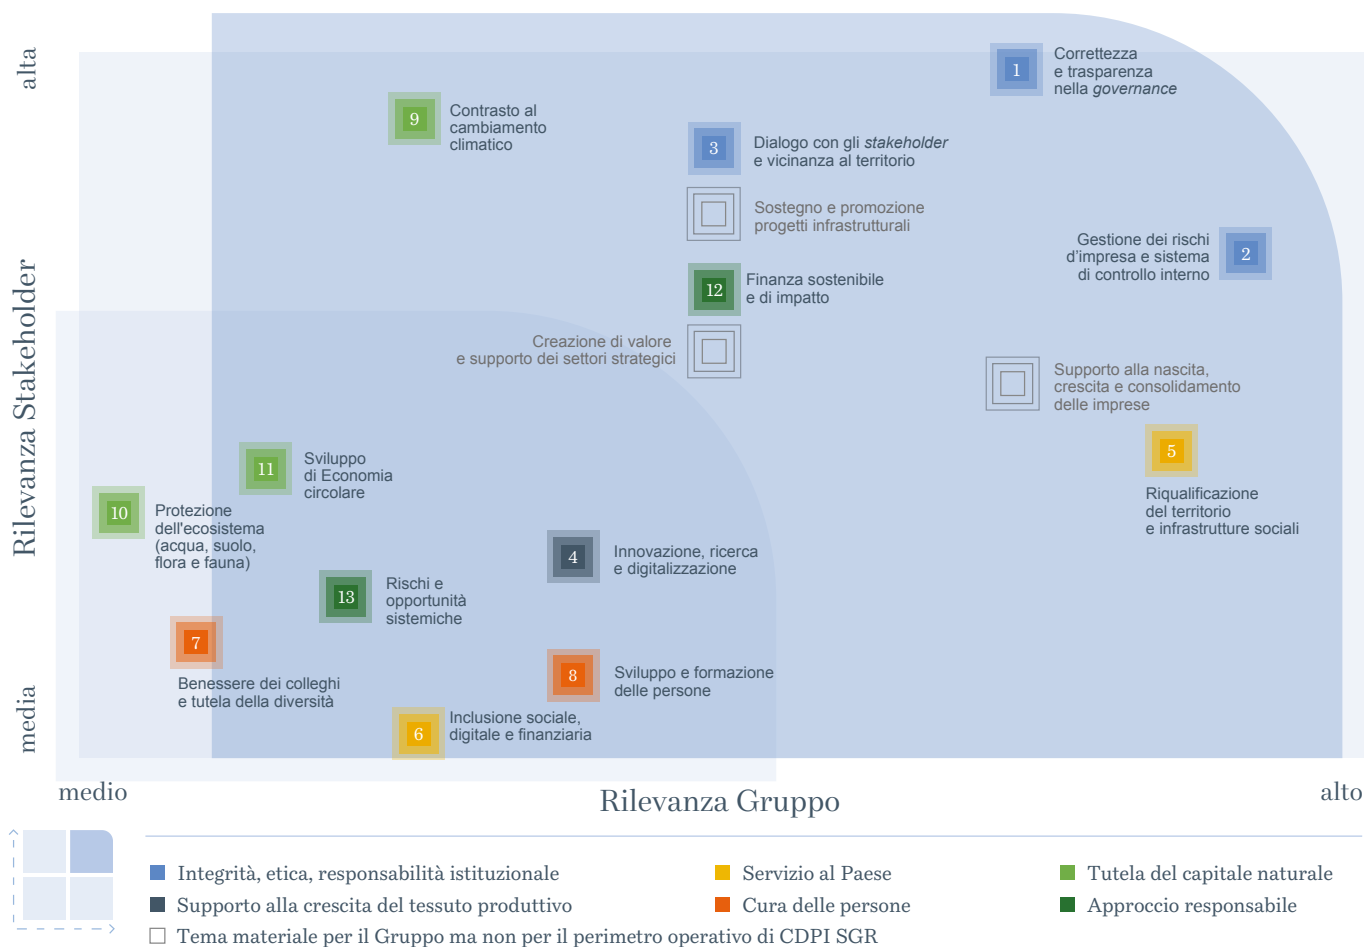 alta
Rilevanza Stakeholder
media
1
Correttezza
e trasparenza
nella governance
9
Contrasto al
cambiamento
climatico
3
Dialogo con gli stakeholder
e vicinanza al territorio
Sostegno e promozione
progetti infrastrutturali
Gestione dei rischi
d'impresa e sistema
di controllo interno
2
12
Finanza sostenibile
e di impatto
Creazione di valore
e supporto dei settori strategici
Supporto alla nascita,
crescita e consolidamento
delle imprese
5
Riqualificazione
del territorio
e infrastrutture sociali
11
Sviluppo
di Economia
circolare
10
Protezione
dell'ecosistema
(acqua, suolo,
flora e fauna)
4
Innovazione, ricerca
e digitalizzazione
13
Rischi e
opportunità
sistemiche
7
Benessere dei colleghi
e tutela della diversità
8
Sviluppo e formazione
delle persone
6
Inclusione sociale,
digitale e finanziaria
medio
Rilevanza Gruppo
alto
Integrità, etica, responsabilità istituzionale
Servizio al Paese
Tutela del capitale naturale
Supporto alla crescita del tessuto produttivo
Cura delle persone
Approccio responsabile
Tema materiale per il Gruppo ma non per il perimetro operativo di CDPI SGR